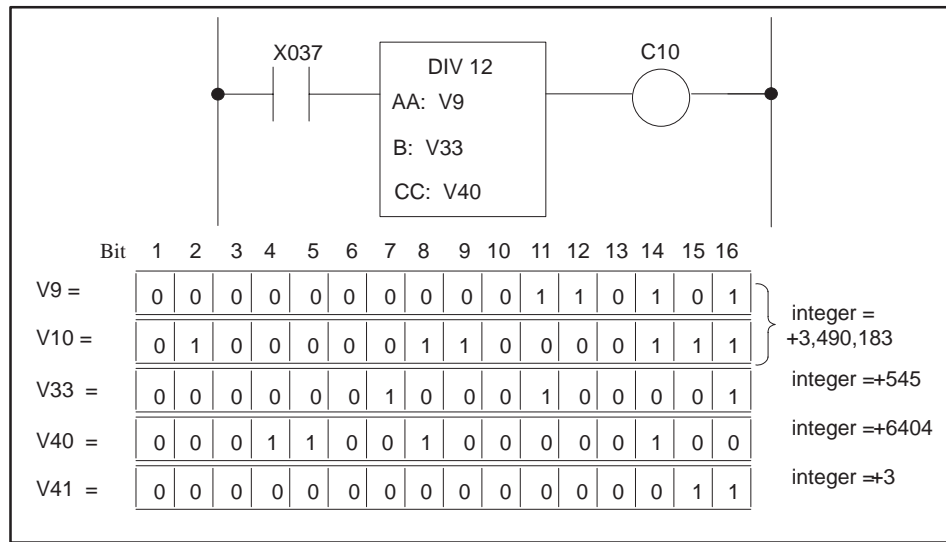 X037
C10
DIV 12
AA: V9
B: V33
CC: V40
Bit 1 2 3 4 5 6 7 8 9 10 11 12 13 14 15 16
V9 = 0 0 0 0 0 0 0 0 0 0 1 1 0 1 0 1
integer =
+3,490,183
V10 = 0 1 0 0 0 0 0 1 1 0 0 0 0 1 1 1
V33 = 0 0 0 0 0 0 1 0 0 0 1 0 0 0 0 1 integer =+545
V40 = 0 0 0 1 1 0 0 1 0 0 0 0 0 1 0 0 integer =+6404
V41 = 0 0 0 0 0 0 0 0 0 0 0 0 0 0 1 1 integer =+3